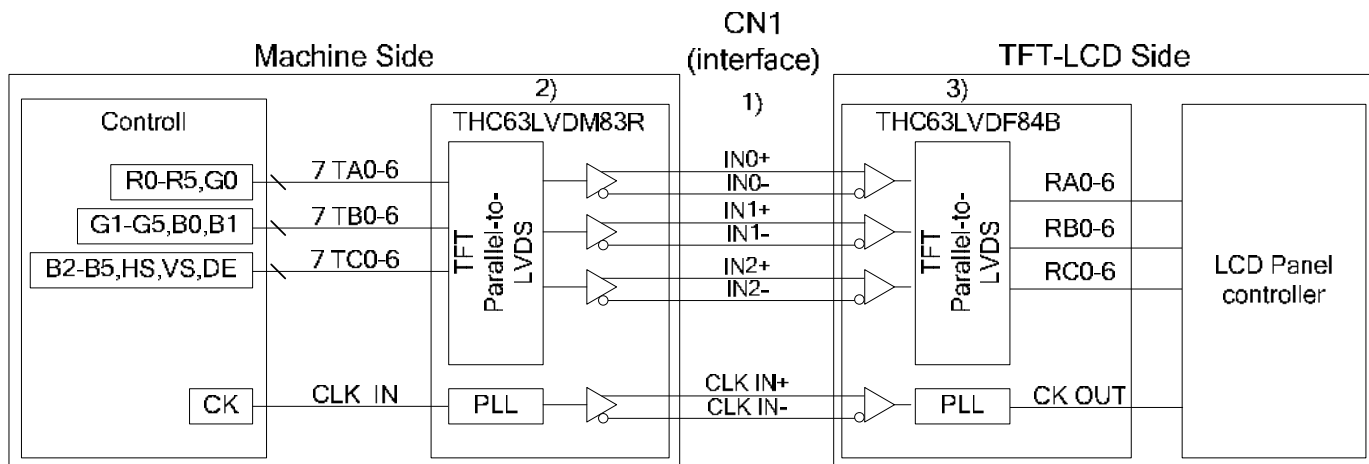 CN1
(interface)
Machine Side
TFT-LCD Side
1)
2)
3)
Controll
THC63LVDM83R
THC63LVDF84B
R0-R5,G0
7 TA0-6
G1-G5,B0,B1
7 TB0-6
B2-B5,HS,VS,DE
7 TC0-6
TFT
Parallel-to-
LVDS
IN0+
IN0-
IN1+
IN1-
IN2+
IN2-
TFT
Parallel-to-
LVDS
RA0-6
RB0-6
RC0-6
LCD Panel
controller
CK
CLK IN
PLL
CLK IN+
CLK IN-
PLL
CK OUT